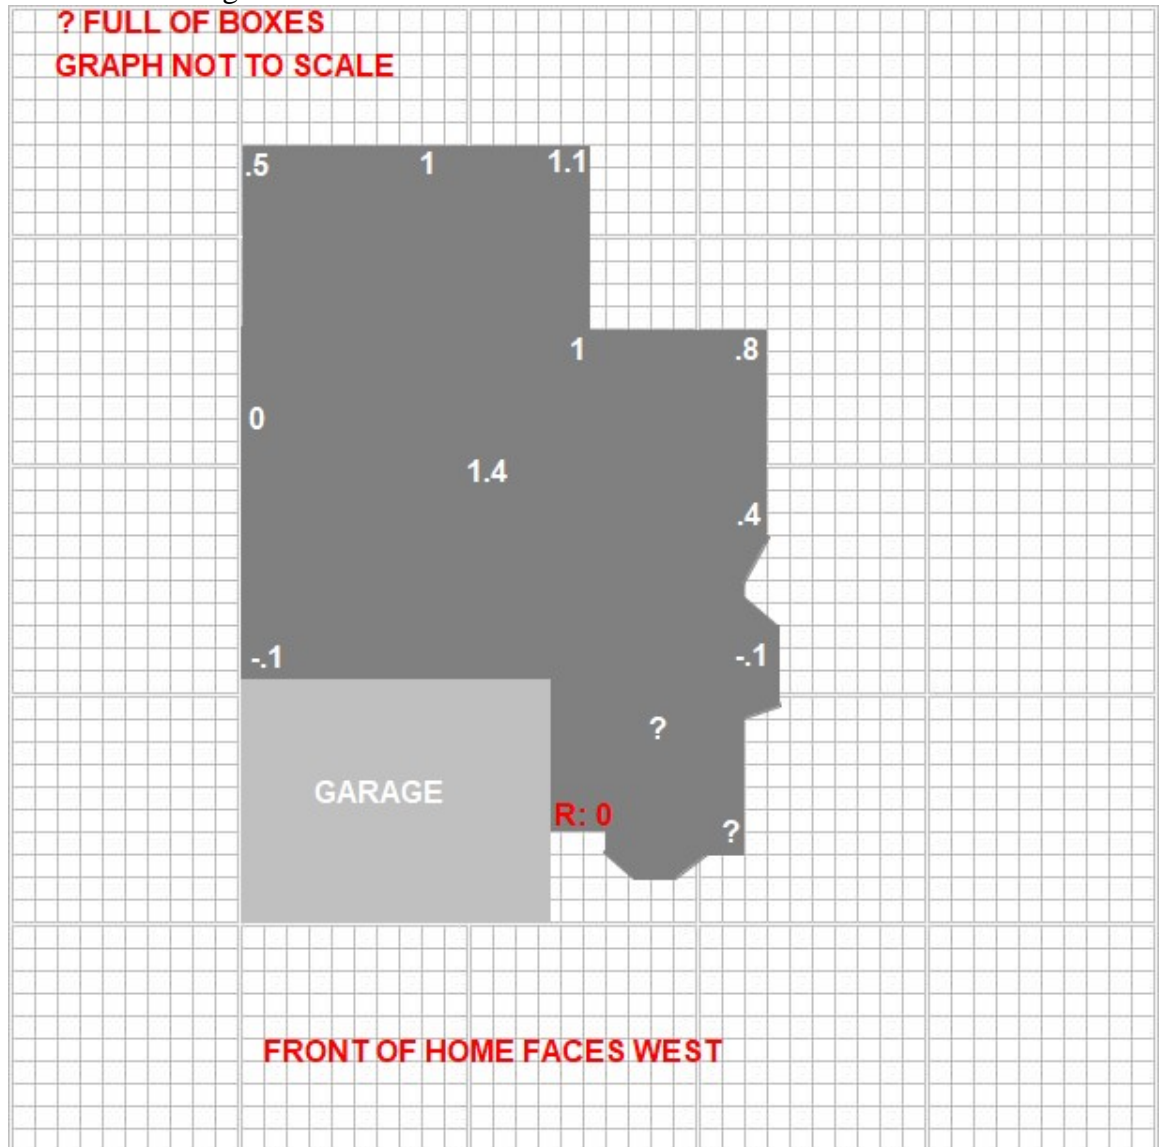 ? FULL OF BOXES
GRAPH NOT TO SCALE
.5 1 1.1
1 .8
0
1.4
.4
-.1 -.1
?
GARAGE
R: 0
?
FRONT OF HOME FACES WEST